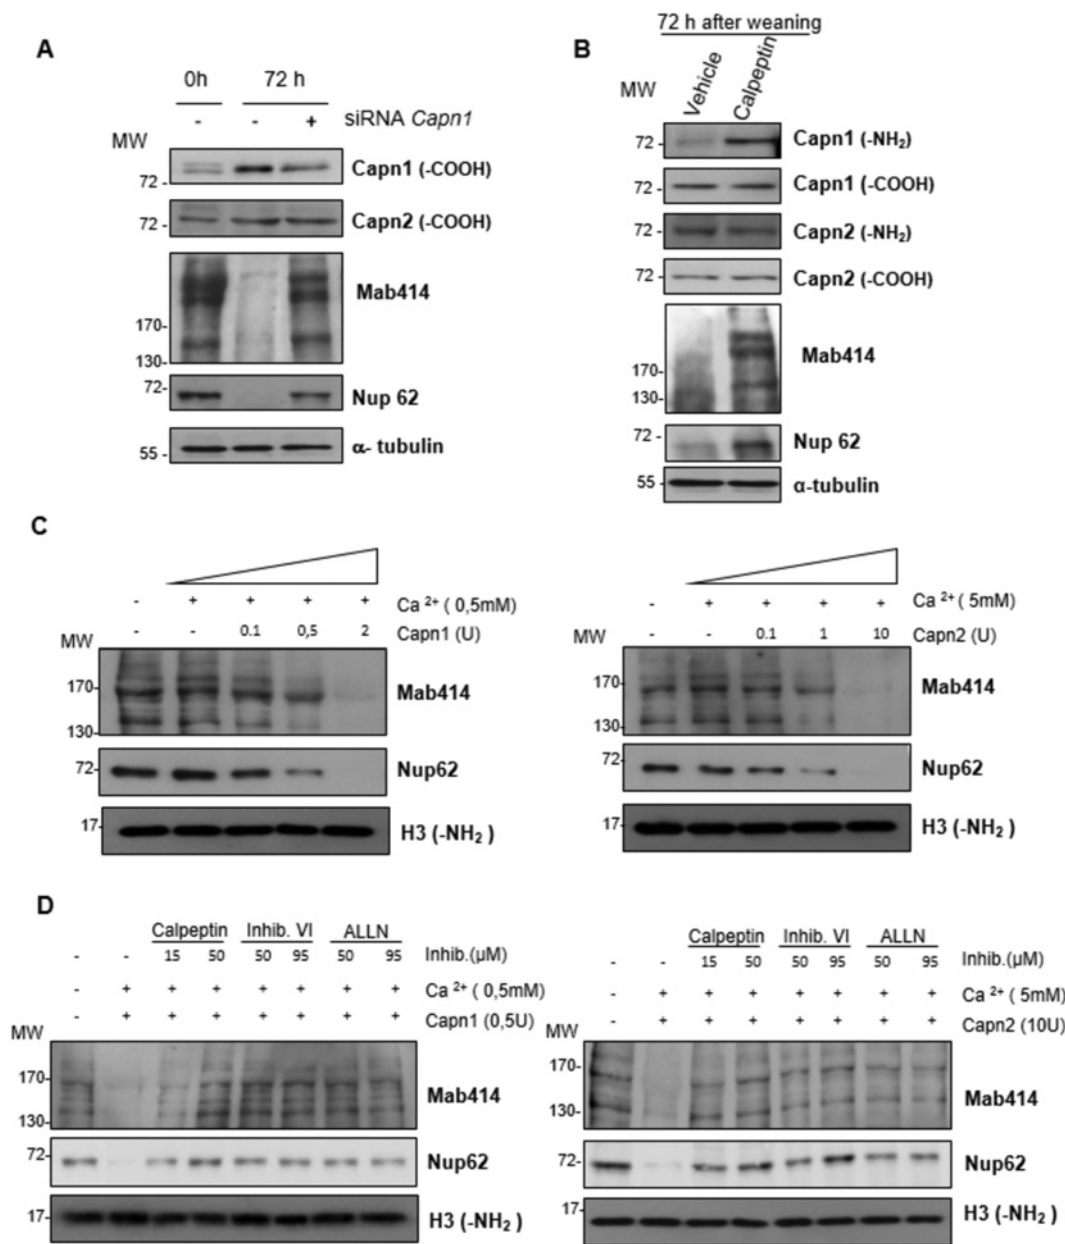 A
0h 72 h
- - + siRNA Capn1
MW
72 - Capn1 (-COOH)
72 - Capn2 (-COOH)
Mab414
170-
130-
72- Nup 62
55 - α- tubulin
B
72 h after weaning
Vehicle Calpeptin
MW
72 - Capn1 (-NH₂)
72 - Capn1 (-COOH)
72 - Capn2 (-NH₂)
72 - Capn2 (-COOH)
Mab414
170-
130-
72 - Nup 62
55 - α-tubulin
C
- + + + + Ca ²⁺ ( 0,5mM)
- - 0.1 0,5 2 Capn1 (U)
MW
170- Mab414
130-
72- Nup62
17- H3 (-NH₂ )
- + + + + Ca ²⁺ ( 5mM)
- - 0.1 1 10 Capn2 (U)
MW
170- Mab414
130-
72- Nup62
17- H3 (-NH₂ )
D
Calpeptin Inhib. VI ALLN
- - 15 50 50 95 50 95 Inhib.(µM)
- + + + + + + + Ca ²⁺ ( 0,5mM)
- + + + + + + + Capn1 (0,5U)
MW
170- Mab414
130-
72- Nup62
17- H3 (-NH₂ )
Calpeptin Inhib. VI ALLN
- - 15 50 50 95 50 95 Inhib.(µM)
- + + + + + + + Ca ²⁺ ( 5mM)
- + + + + + + + Capn2 (10U)
MW
170- Mab414
130-
72- Nup62
17- H3 (-NH₂ )